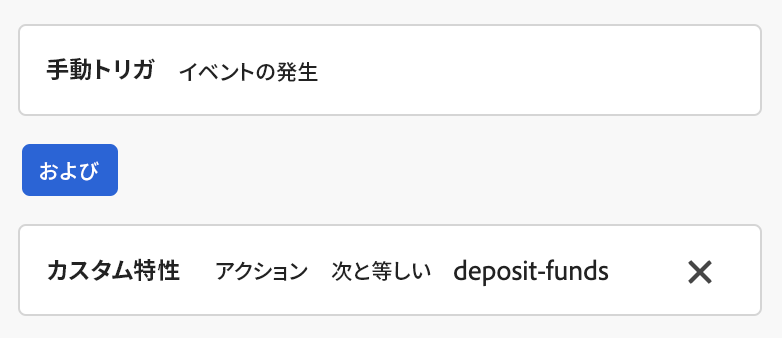 手動トリガ イベントの発生
および
カスタム特性 アクション 次と等しい deposit-funds